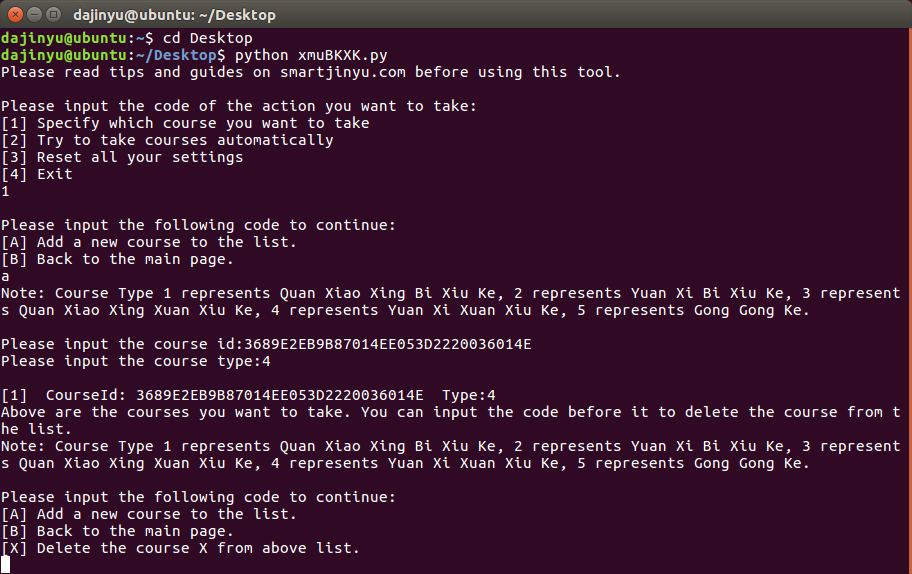 dajinyu@ubuntu: ~/Desktop
dajinyu@ubuntu:~$ cd Desktop
dajinyu@ubuntu:~/Desktop$ python xmuBKXK.py
Please read tips and guides on smartjinyu.com before using this tool.
Please input the code of the action you want to take:
[1] Specify which course you want to take
[2] Try to take courses automatically
[3] Reset all your settings
[4] Exit
1
Please input the following code to continue:
[A] Add a new course to the list.
[B] Back to the main page.
a
Note: Course Type 1 represents Quan Xiao Xing Bi Xiu Ke, 2 represents Yuan Xi Bi Xiu Ke, 3 represent
s Quan Xiao Xing Xuan Xiu Ke, 4 represents Yuan Xi Xuan Xiu Ke, 5 represents Gong Gong Ke.
Please input the course id:3689E2EB9B87014EE053D2220036014E
Please input the course type:4
[1]  CourseId: 3689E2EB9B87014EE053D2220036014E  Type:4
Above are the courses you want to take. You can input the code before it to delete the course from t
he list.
Note: Course Type 1 represents Quan Xiao Xing Bi Xiu Ke, 2 represents Yuan Xi Bi Xiu Ke, 3 represent
s Quan Xiao Xing Xuan Xiu Ke, 4 represents Yuan Xi Xuan Xiu Ke, 5 represents Gong Gong Ke.
Please input the following code to continue:
[A] Add a new course to the list.
[B] Back to the main page.
[X] Delete the course X from above list.